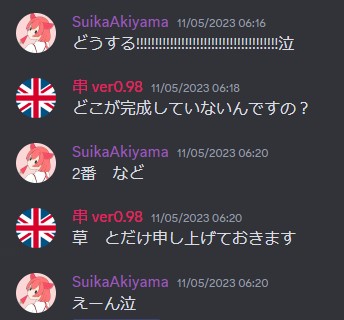 SuikaAkiyama 11/05/2023 06:16
どうする!!!!!!!!!!!!!!!!!!!!!!!!!!!!!!!!!!!!!!泣
串 ver0.98 11/05/2023 06:18
どこが完成していないんですの？
SuikaAkiyama 11/05/2023 06:20
2番　など
串 ver0.98 11/05/2023 06:20
草　とだけ申し上げておきます
SuikaAkiyama 11/05/2023 06:20
えーん泣